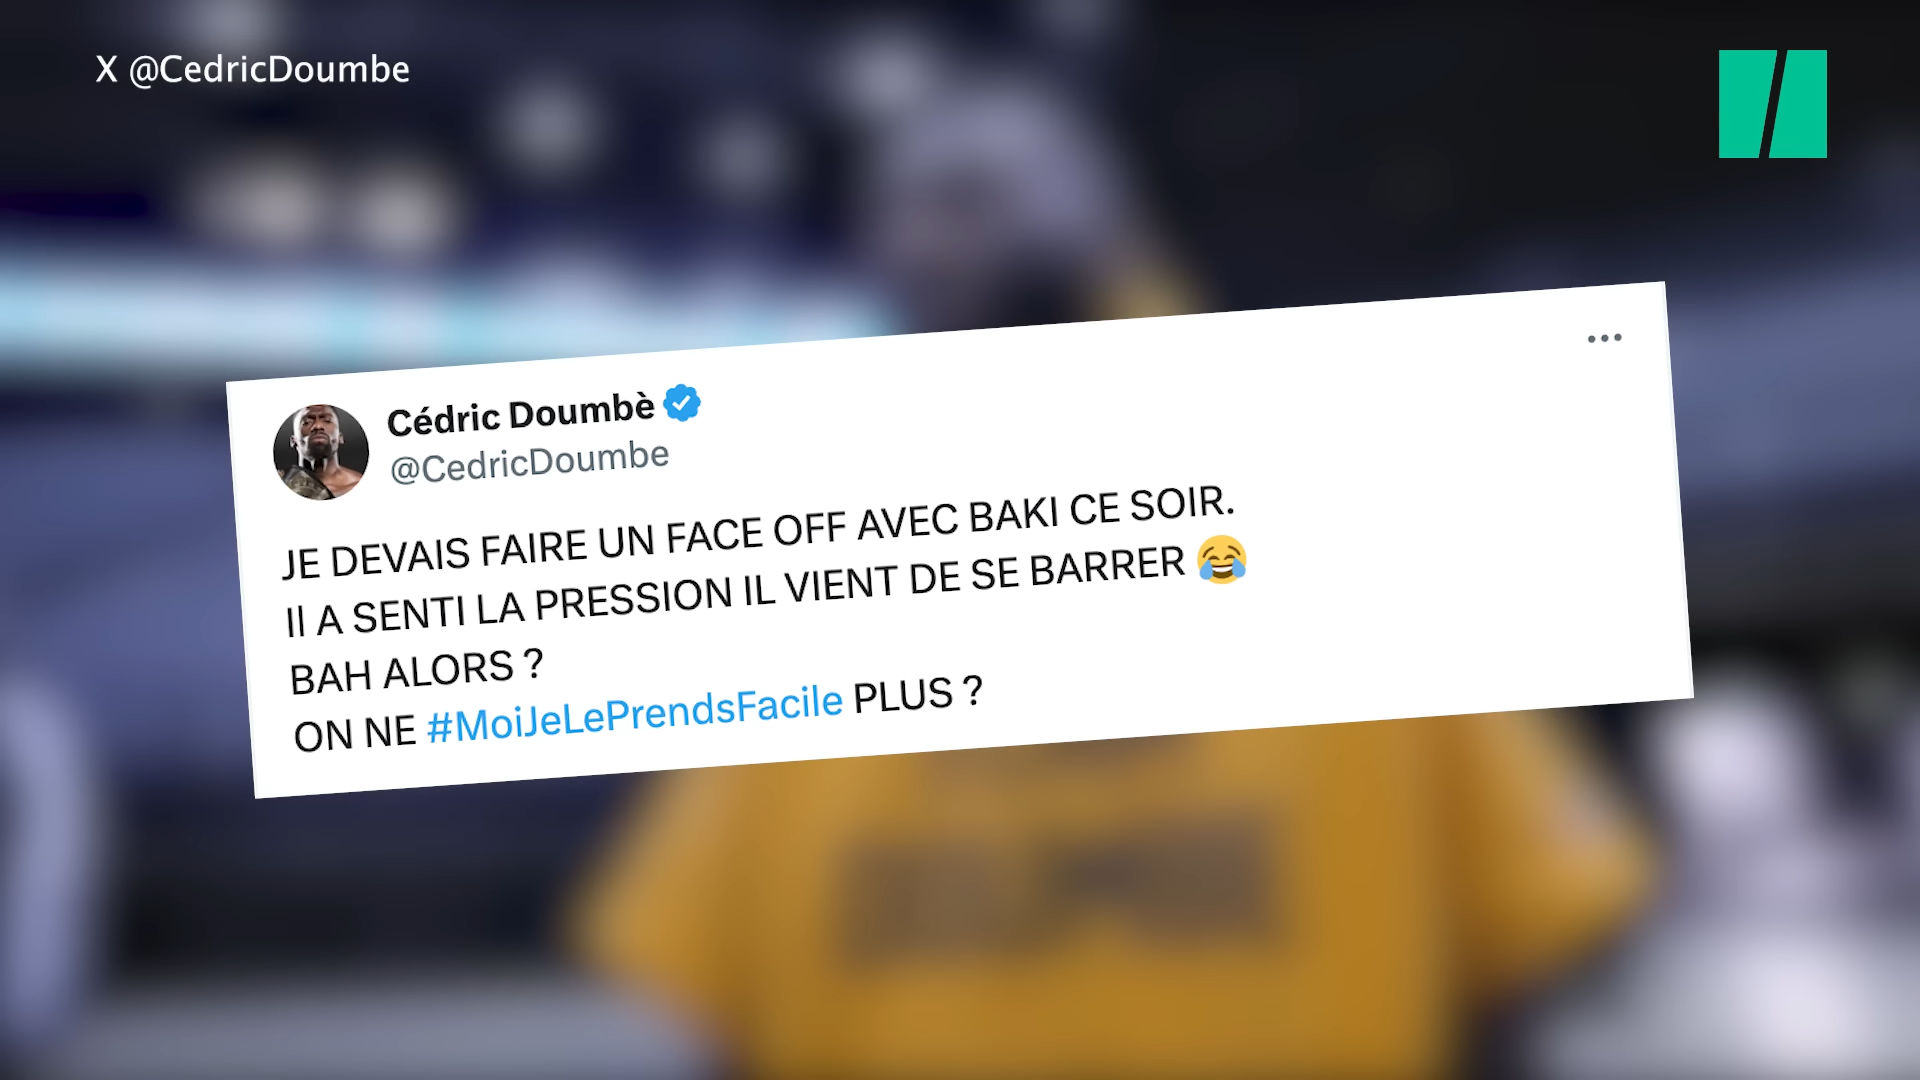 X @CedricDoumbe
Cédric Doumbè
@CedricDoumbe
JE DEVAIS FAIRE UN FACE OFF AVEC BAKI CE SOIR.
Il A SENTI LA PRESSION IL VIENT DE SE BARRER 😂
BAH ALORS ?
ON NE #MoiJeLePrendsFacile PLUS ?